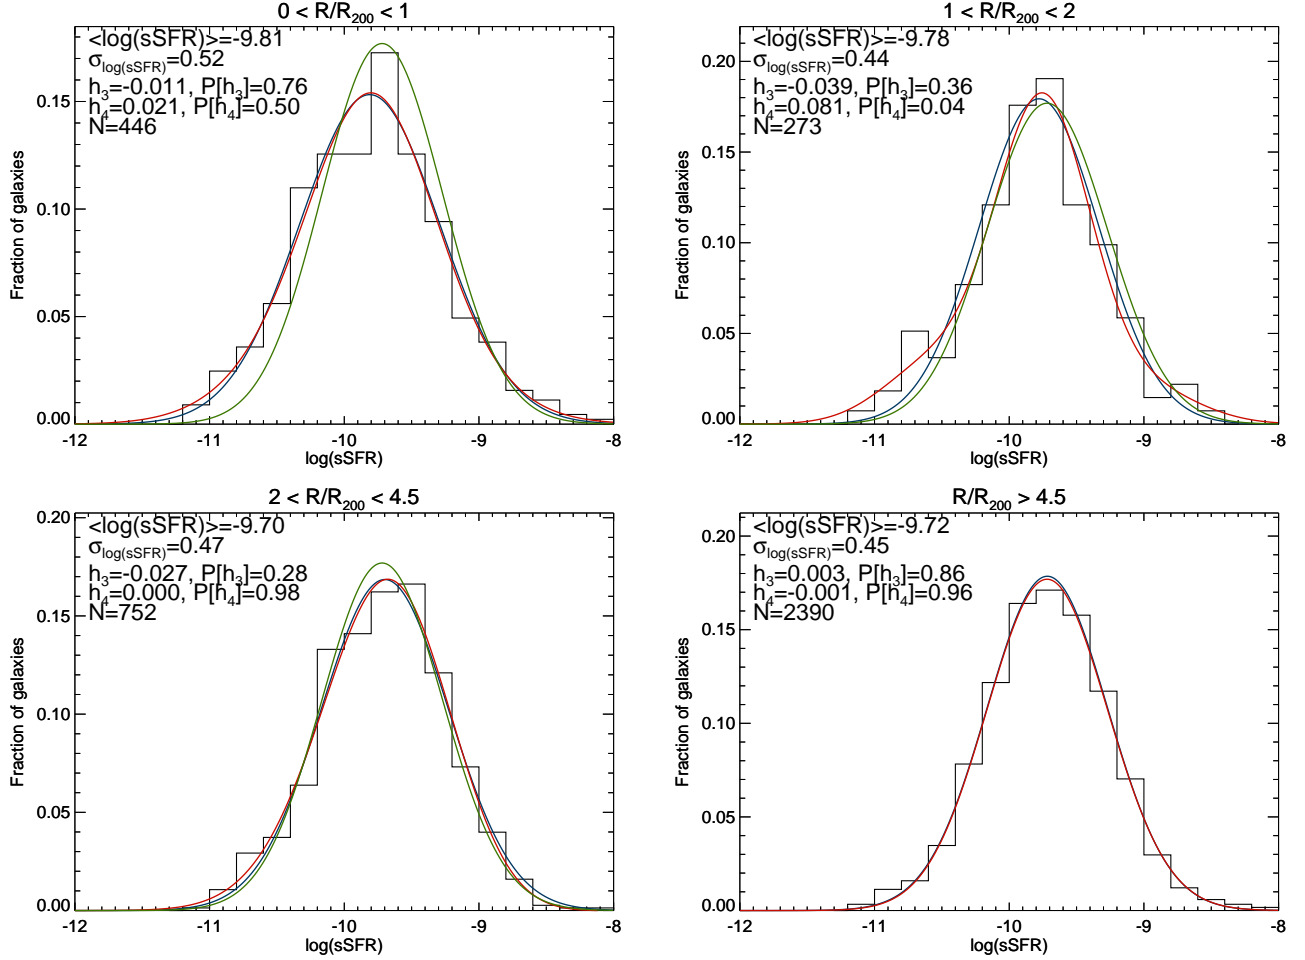 0 < R/R200 < 1
<log(sSFR)>=-9.81
σlog(sSFR)=0.52
h3=-0.011, P[h3]=0.76
h4=0.021, P[h4]=0.50
N=446
0.15
0.10
0.05
0.00
Fraction of galaxies
-12 -11 -10 -9 -8
log(sSFR)
1 < R/R200 < 2
<log(sSFR)>=-9.78
σlog(sSFR)=0.44
h3=-0.039, P[h3]=0.36
h4=0.081, P[h4]=0.04
N=273
0.20
0.15
0.10
0.05
0.00
Fraction of galaxies
-12 -11 -10 -9 -8
log(sSFR)
2 < R/R200 < 4.5
<log(sSFR)>=-9.70
σlog(sSFR)=0.47
h3=-0.027, P[h3]=0.28
h4=0.000, P[h4]=0.98
N=752
0.20
0.15
0.10
0.05
0.00
Fraction of galaxies
-12 -11 -10 -9 -8
log(sSFR)
R/R200 > 4.5
<log(sSFR)>=-9.72
σlog(sSFR)=0.45
h3=0.003, P[h3]=0.86
h4=-0.001, P[h4]=0.96
N=2390
0.20
0.15
0.10
0.05
0.00
Fraction of galaxies
-12 -11 -10 -9 -8
log(sSFR)